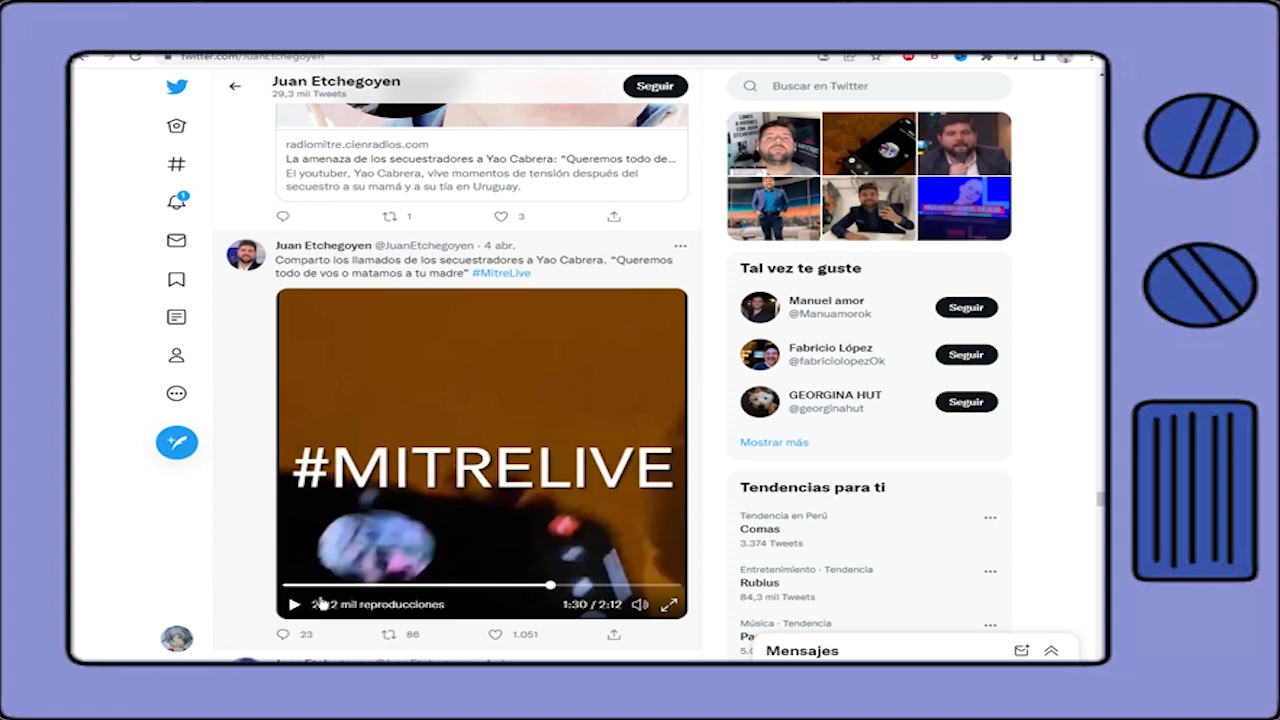 twitter.com/JuanEtchegoyen
Juan Etchegoyen
29,3 mil Tweets
Seguir
Buscar en Twitter
radiomitre.cienradios.com
La amenaza de los secuestradores a Yao Cabrera: “Queremos todo de...
El youtuber, Yao Cabrera, vive momentos de tensión después del
secuestro a su mamá y a su tía en Uruguay.
1
3
1
Juan Etchegoyen @JuanEtchegoyen · 4 abr.
Comparto los llamados de los secuestradores a Yao Cabrera. “Queremos
todo de vos o matamos a tu madre” #MitreLive
#MITRELIVE
mil reproducciones
1:30 / 2:12
23
86
1.051
Tal vez te guste
Manuel amor
@Manuamorok
Seguir
Fabricio López
@fabriciolopezOk
Seguir
GEORGINA HUT
@georginahut
Seguir
Mostrar más
Tendencias para ti
Tendencia en Perú
Comas
3.374 Tweets
Entretenimiento · Tendencia
Rubius
84,3 mil Tweets
Música · Tendencia
Mensajes